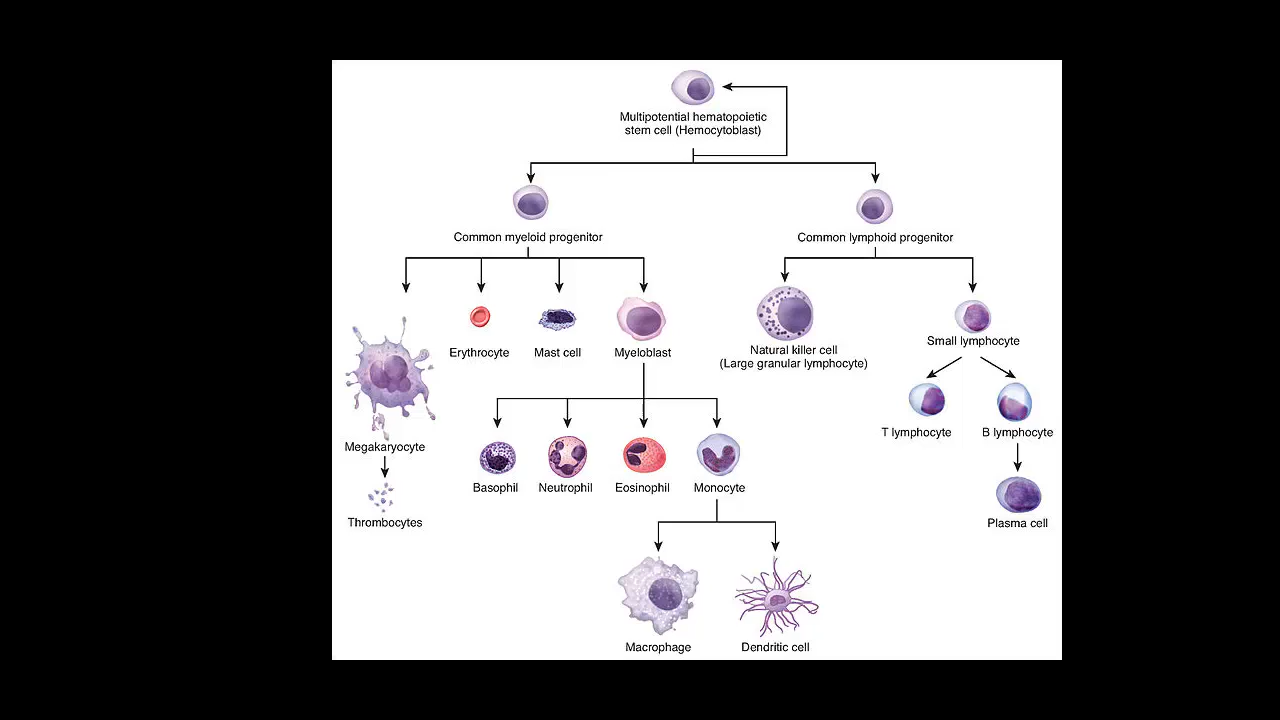 Multipotential hematopoietic
stem cell (Hemocytoblast)
Common myeloid progenitor
Common lymphoid progenitor
Erythrocyte
Mast cell
Myeloblast
Natural killer cell
(Large granular lymphocyte)
Small lymphocyte
T lymphocyte
B lymphocyte
Megakaryocyte
Basophil
Neutrophil
Eosinophil
Monocyte
Thrombocytes
Plasma cell
Macrophage
Dendritic cell